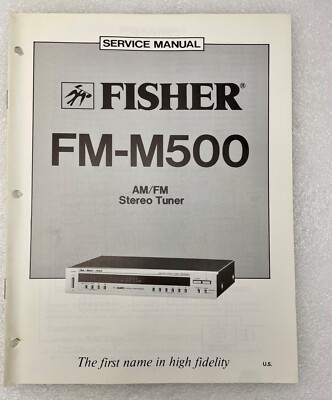 SERVICE MANUAL
FISHER®
FM-M500
AM/FM
Stereo Tuner
The first name in high fidelity
U.S.